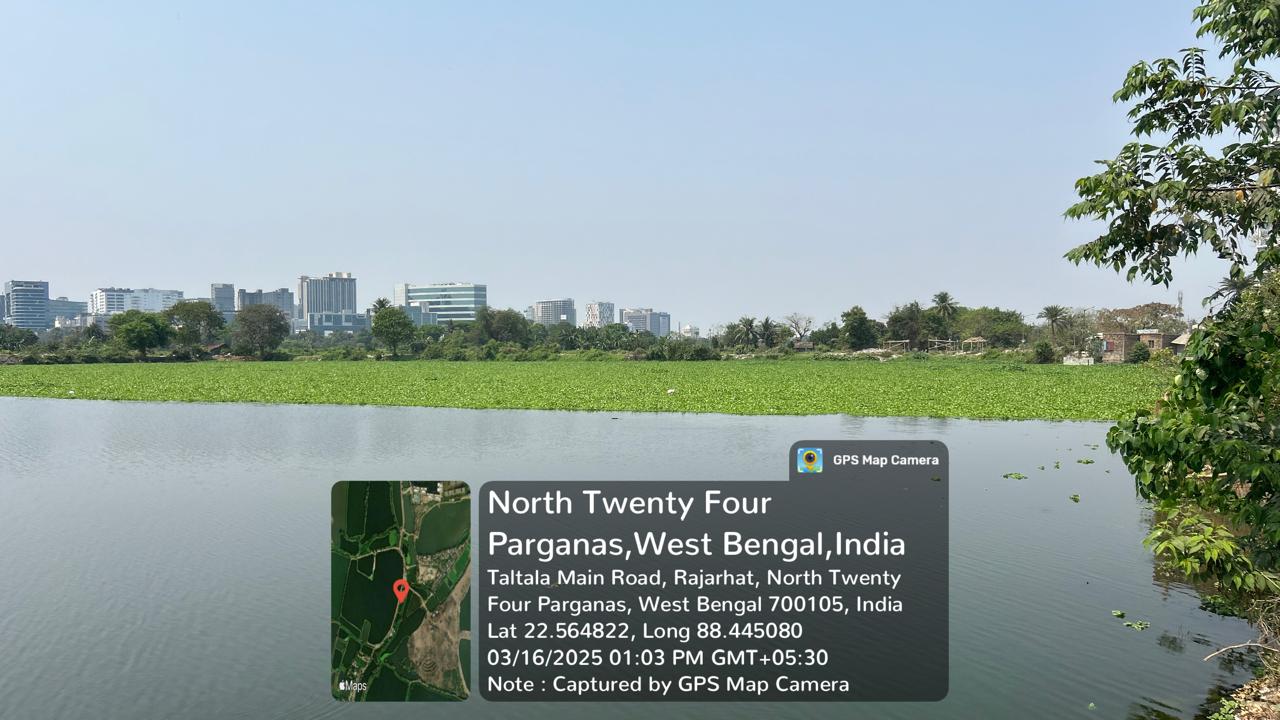 GPS Map Camera
North Twenty Four
Parganas,West Bengal,India
Taltala Main Road, Rajarhat, North Twenty
Four Parganas, West Bengal 700105, India
Lat 22.564822, Long 88.445080
03/16/2025 01:03 PM GMT+05:30
Note : Captured by GPS Map Camera
Maps